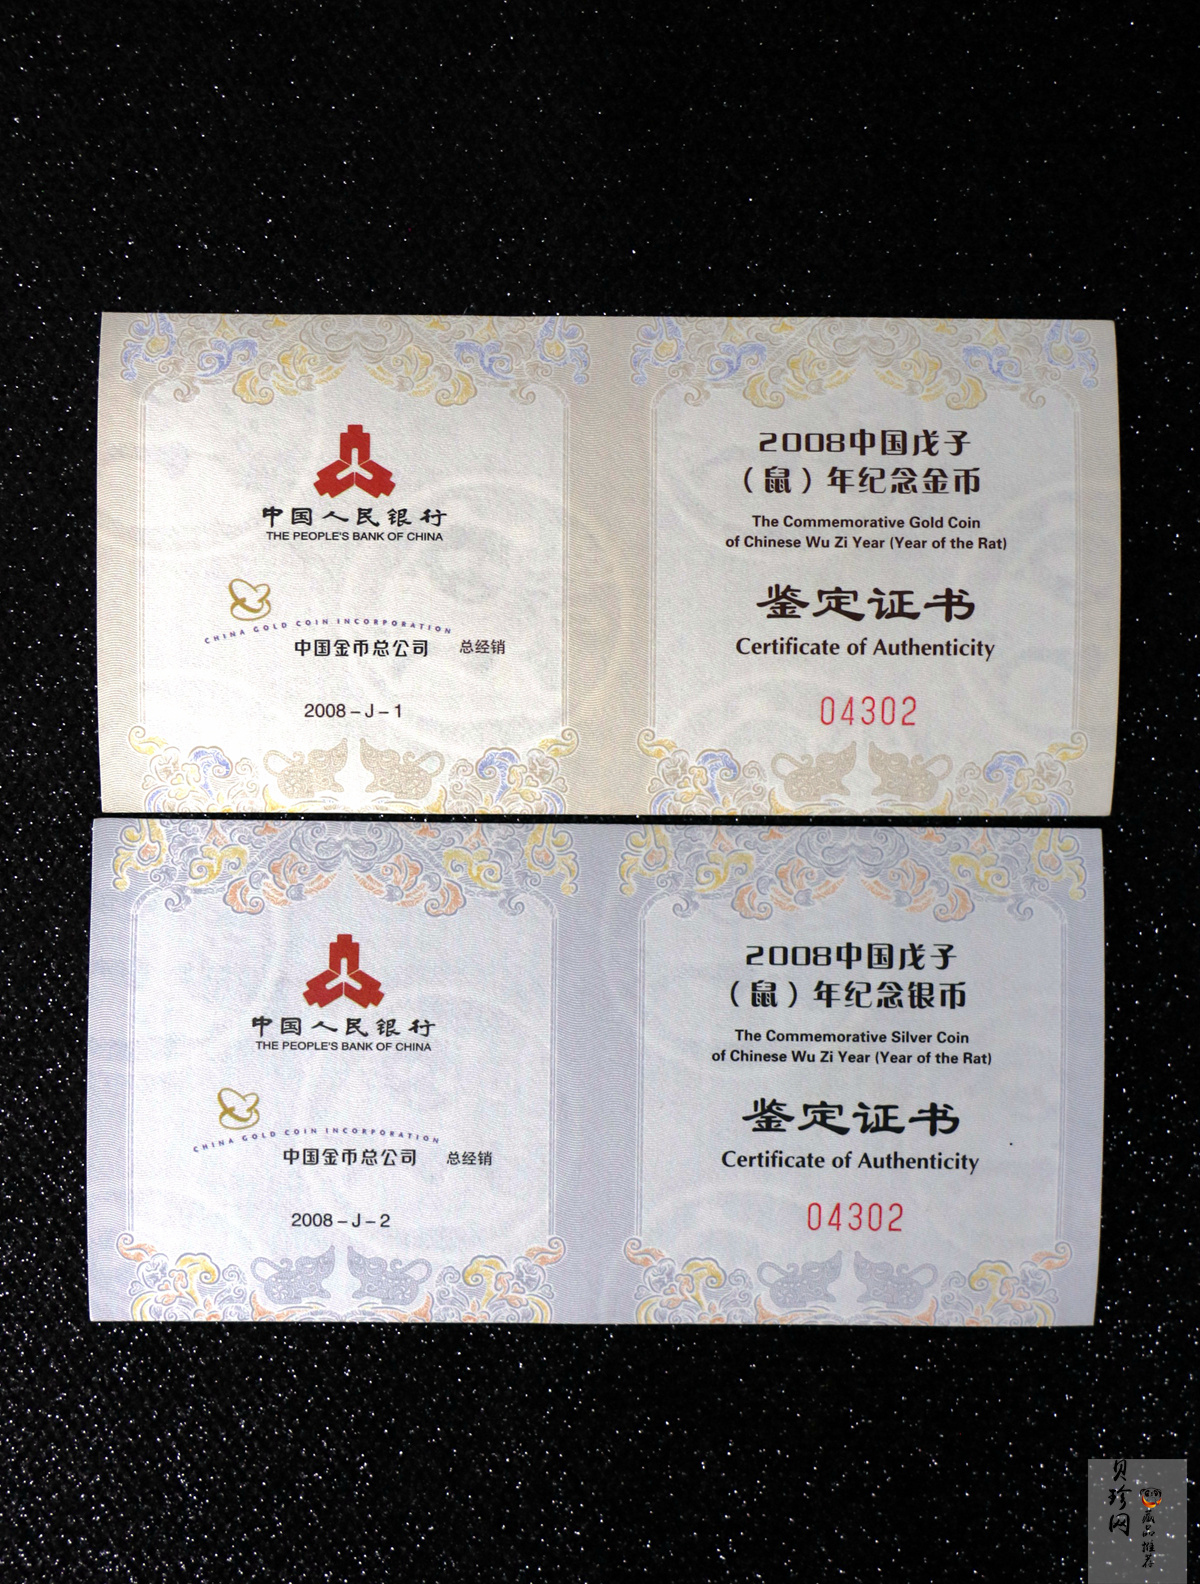 中国人民银行
THE PEOPLE'S BANK OF CHINA
CHINA GOLD COIN INCORPORATION
中国金币总公司 总经销
2008-J-1
2008中国戊子
（鼠）年纪念金币
The Commemorative Gold Coin
of Chinese Wu Zi Year (Year of the Rat)
鉴定证书
Certificate of Authenticity
04302
中国人民银行
THE PEOPLE'S BANK OF CHINA
CHINA GOLD COIN INCORPORATION
中国金币总公司 总经销
2008-J-2
2008中国戊子
（鼠）年纪念银币
The Commemorative Silver Coin
of Chinese Wu Zi Year (Year of the Rat)
鉴定证书
Certificate of Authenticity
04302
贝珍网
藏品推荐